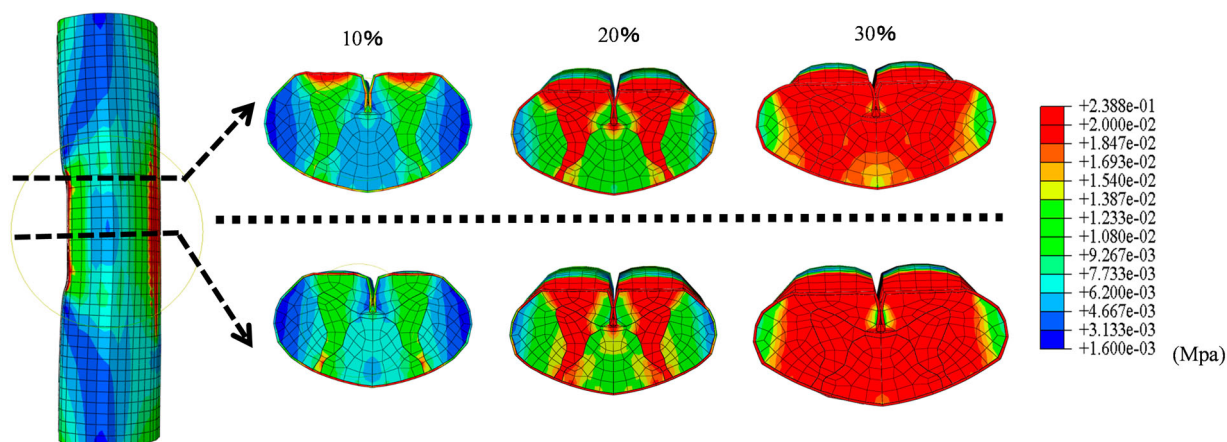 10% 20% 30%
+2.388e-01
+2.000e-02
+1.847e-02
+1.693e-02
+1.540e-02
+1.387e-02
+1.233e-02
+1.080e-02
+9.267e-03
+7.733e-03
+6.200e-03
+4.667e-03
+3.133e-03
+1.600e-03
(Mpa)